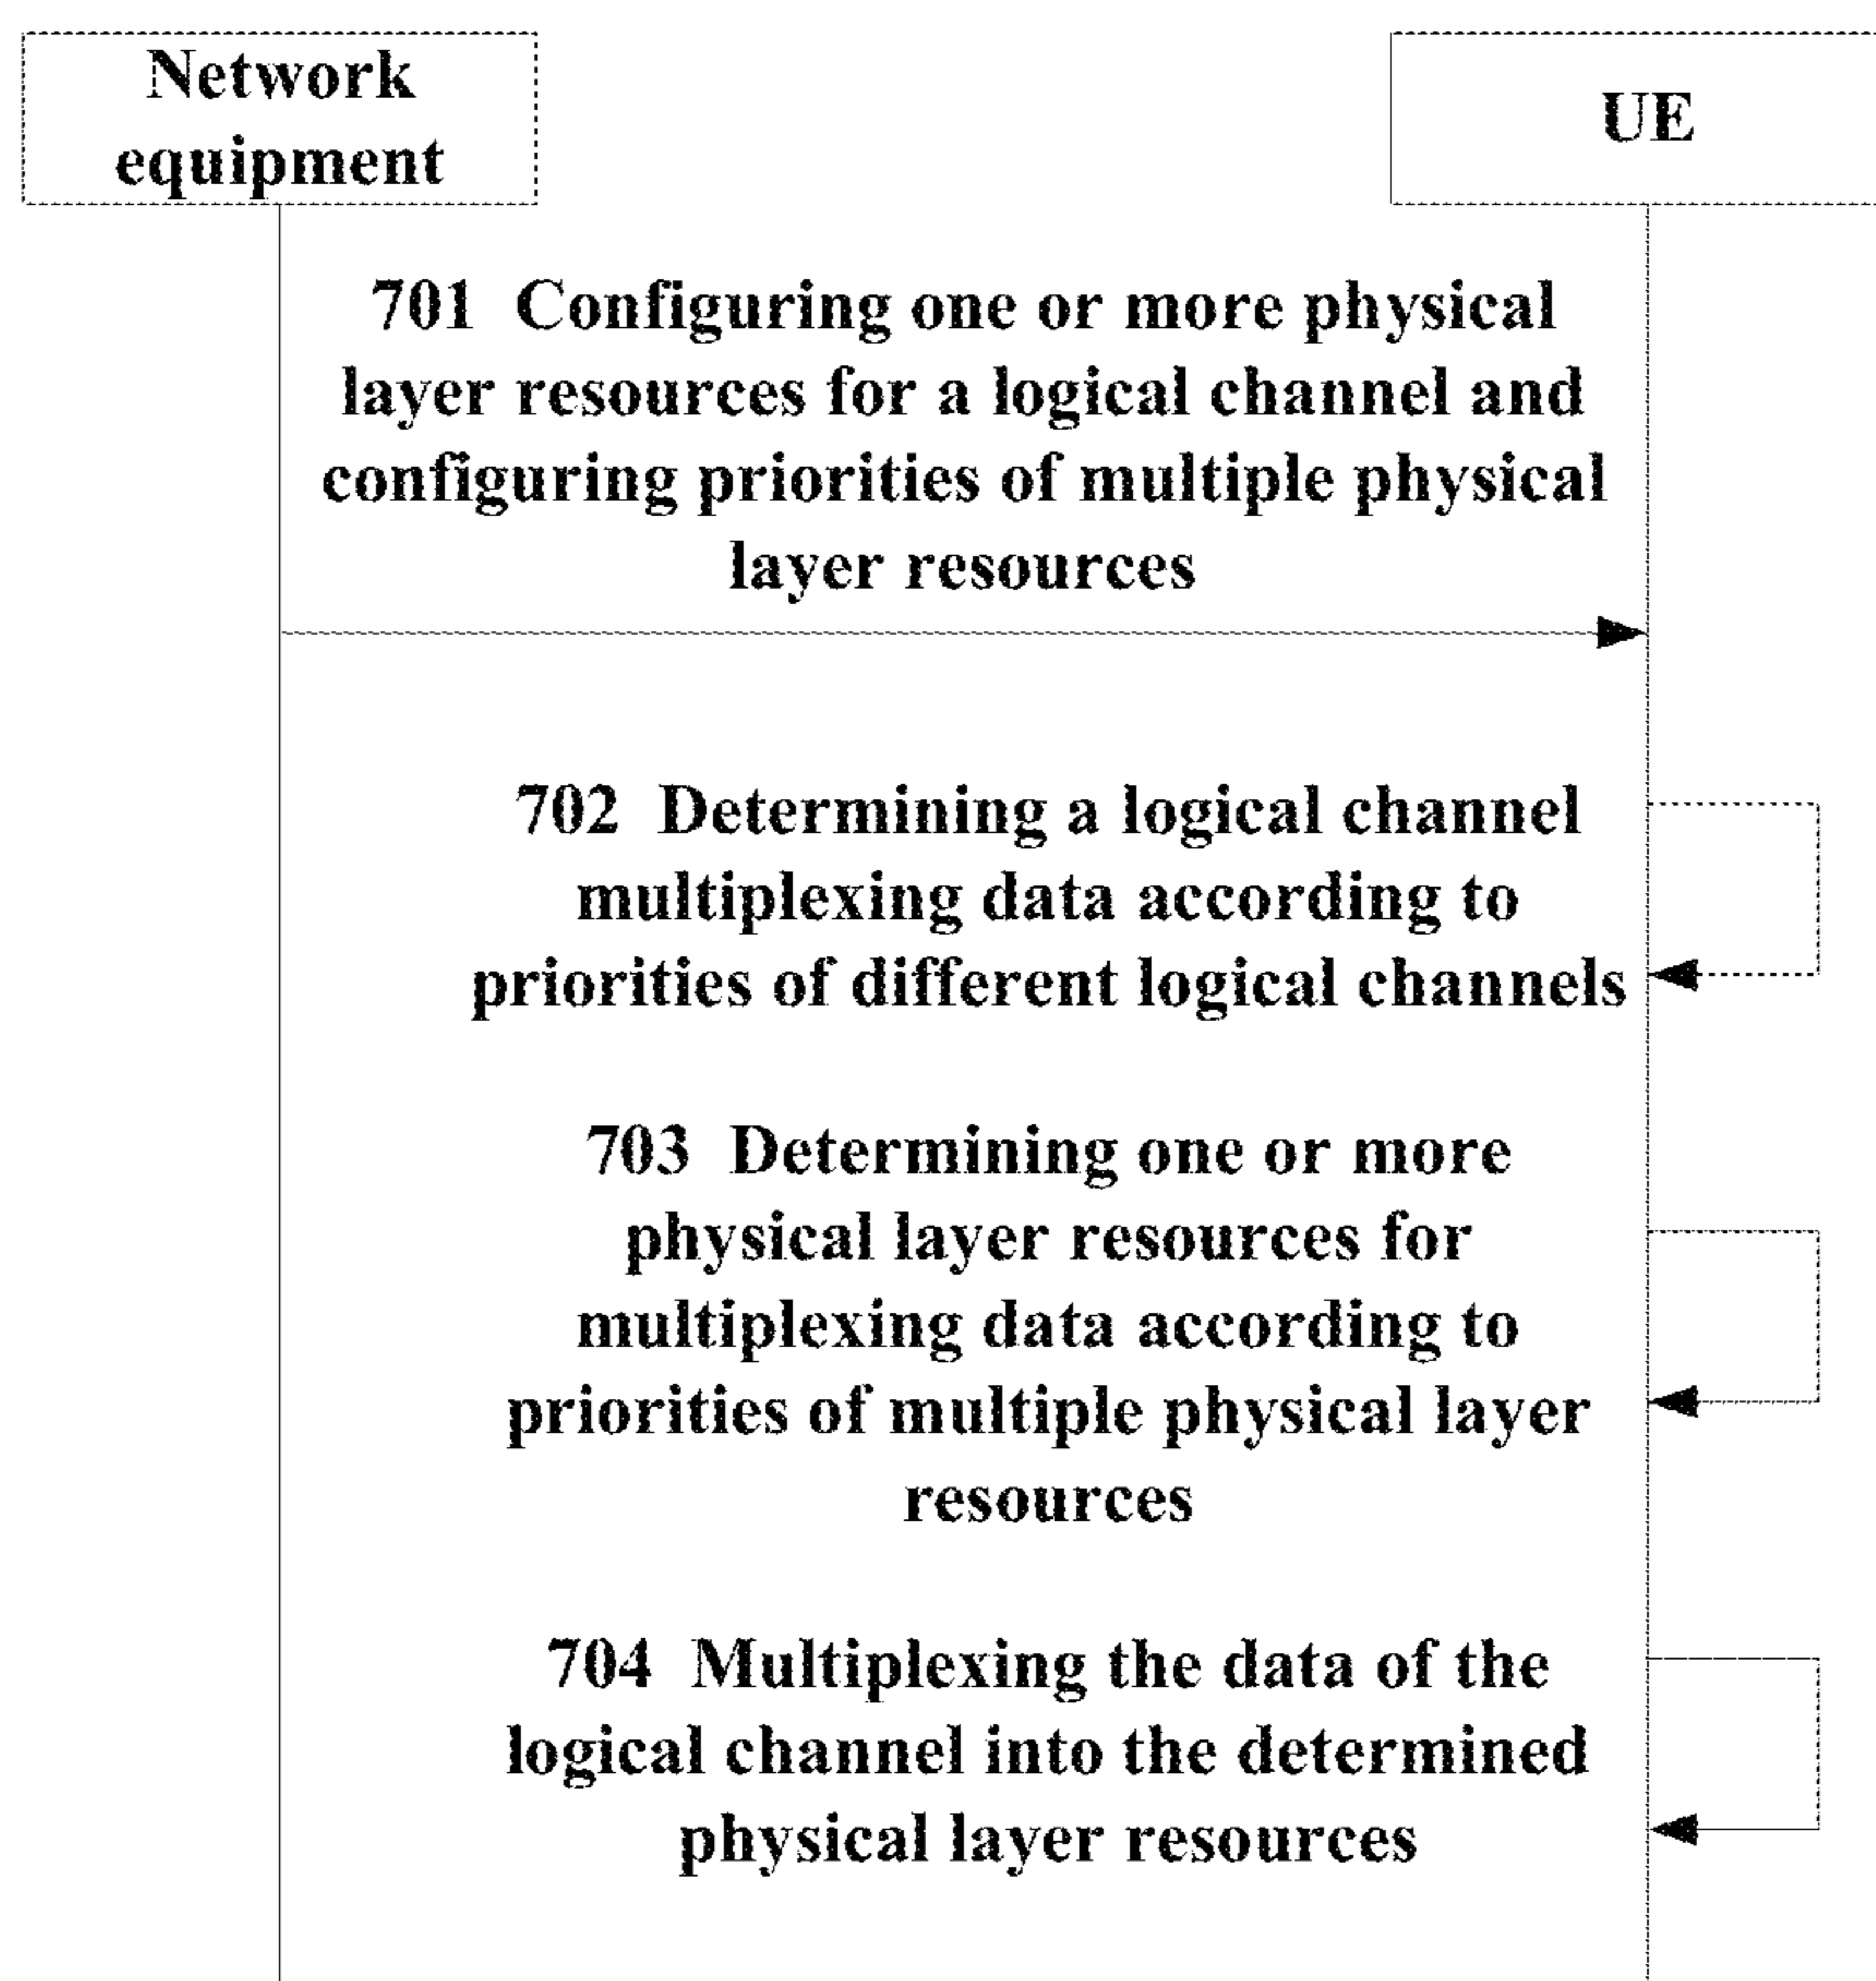 Network
equipment
UE
701 Configuring one or more physical
layer resources for a logical channel and
configuring priorities of multiple physical
layer resources
702 Determining a logical channel
multiplexing data according to
priorities of different logical channels
703 Determining one or more
physical layer resources for
multiplexing data according to
priorities of multiple physical layer
resources
704 Multiplexing the data of the
logical channel into the determined
physical layer resources